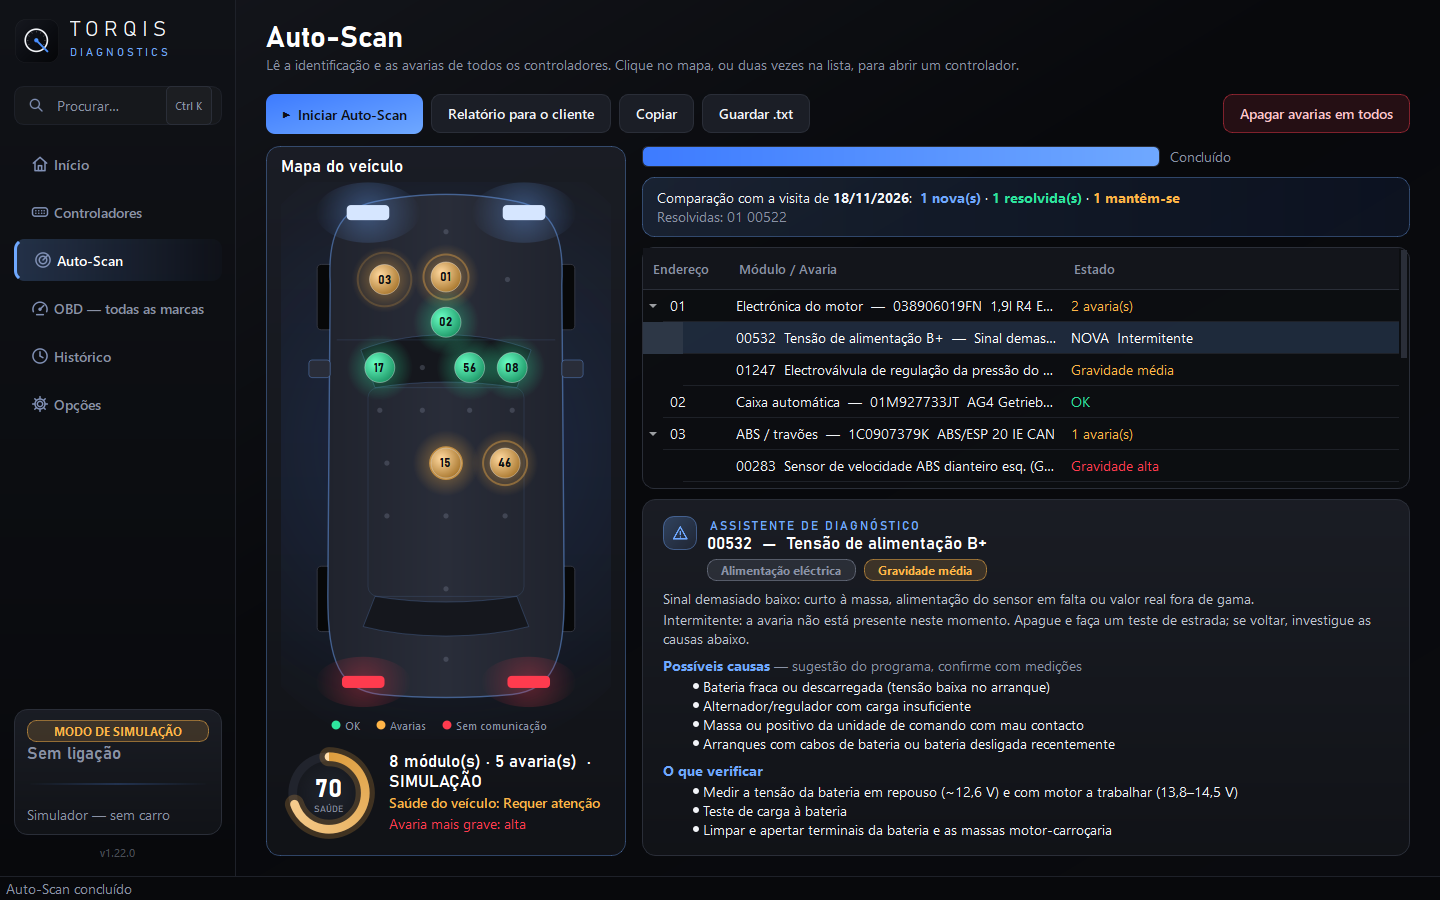 TORQIS
DIAGNOSTICS
Procurar... Ctrl K
Início
Controladores
Auto-Scan
OBD — todas as marcas
Histórico
Opções
MODO DE SIMULAÇÃO
Sem ligação
Simulador — sem carro
v1.22.0
Auto-Scan concluído
Auto-Scan
Lê a identificação e as avarias de todos os controladores. Clique no mapa, ou duas vezes na lista, para abrir um controlador.
Iniciar Auto-Scan Relatório para o cliente Copiar Guardar .txt Apagar avarias em todos
Mapa do veículo
03 01
02
17 56 08
15 46
OK Avarias Sem comunicação
70
SAÚDE
8 módulo(s) · 5 avaria(s) ·
SIMULAÇÃO
Saúde do veículo: Requer atenção
Avaria mais grave: alta
Concluído
Comparação com a visita de 18/11/2026: 1 nova(s) · 1 resolvida(s) · 1 mantêm-se
Resolvidas: 01 00522
Endereço Módulo / Avaria Estado
01 Electrónica do motor — 038906019FN 1,9l R4 E... 2 avaria(s)
00532 Tensão de alimentação B+ — Sinal demas... NOVA Intermitente
01247 Electroválvula de regulação da pressão do ... Gravidade média
02 Caixa automática — 01M927733JT AG4 Getrieb... OK
03 ABS / travões — 1C0907379K ABS/ESP 20 IE CAN 1 avaria(s)
00283 Sensor de velocidade ABS dianteiro esq. (G... Gravidade alta
ASSISTENTE DE DIAGNÓSTICO
00532 — Tensão de alimentação B+
Alimentação eléctrica Gravidade média
Sinal demasiado baixo: curto à massa, alimentação do sensor em falta ou valor real fora de gama.
Intermitente: a avaria não está presente neste momento. Apague e faça um teste de estrada; se voltar, investigue as
causas abaixo.
Possíveis causas — sugestão do programa, confirme com medições
• Bateria fraca ou descarregada (tensão baixa no arranque)
• Alternador/regulador com carga insuficiente
• Massa ou positivo da unidade de comando com mau contacto
• Arranques com cabos de bateria ou bateria desligada recentemente
O que verificar
• Medir a tensão da bateria em repouso (~12,6 V) e com motor a trabalhar (13,8–14,5 V)
• Teste de carga à bateria
• Limpar e apertar terminais da bateria e as massas motor-carroçaria